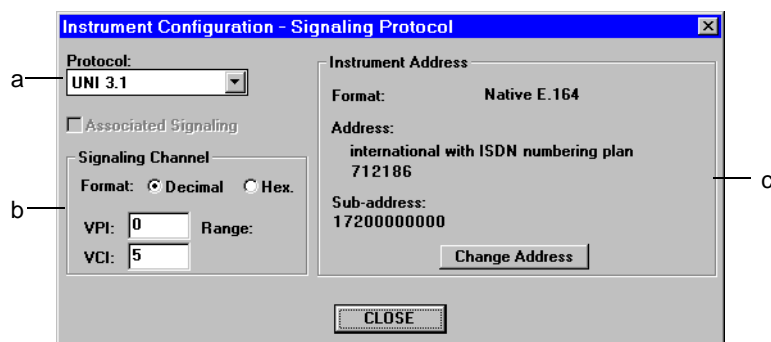 Instrument Configuration - Signaling Protocol
a
Protocol:
UNI 3.1
Associated Signaling
b
Signaling Channel
Format: Decimal Hex.
VPI: 0 Range:
VCI: 5
Instrument Address
Format: Native E.164
Address:
international with ISDN numbering plan
712186
Sub-address:
17200000000
Change Address
c
CLOSE